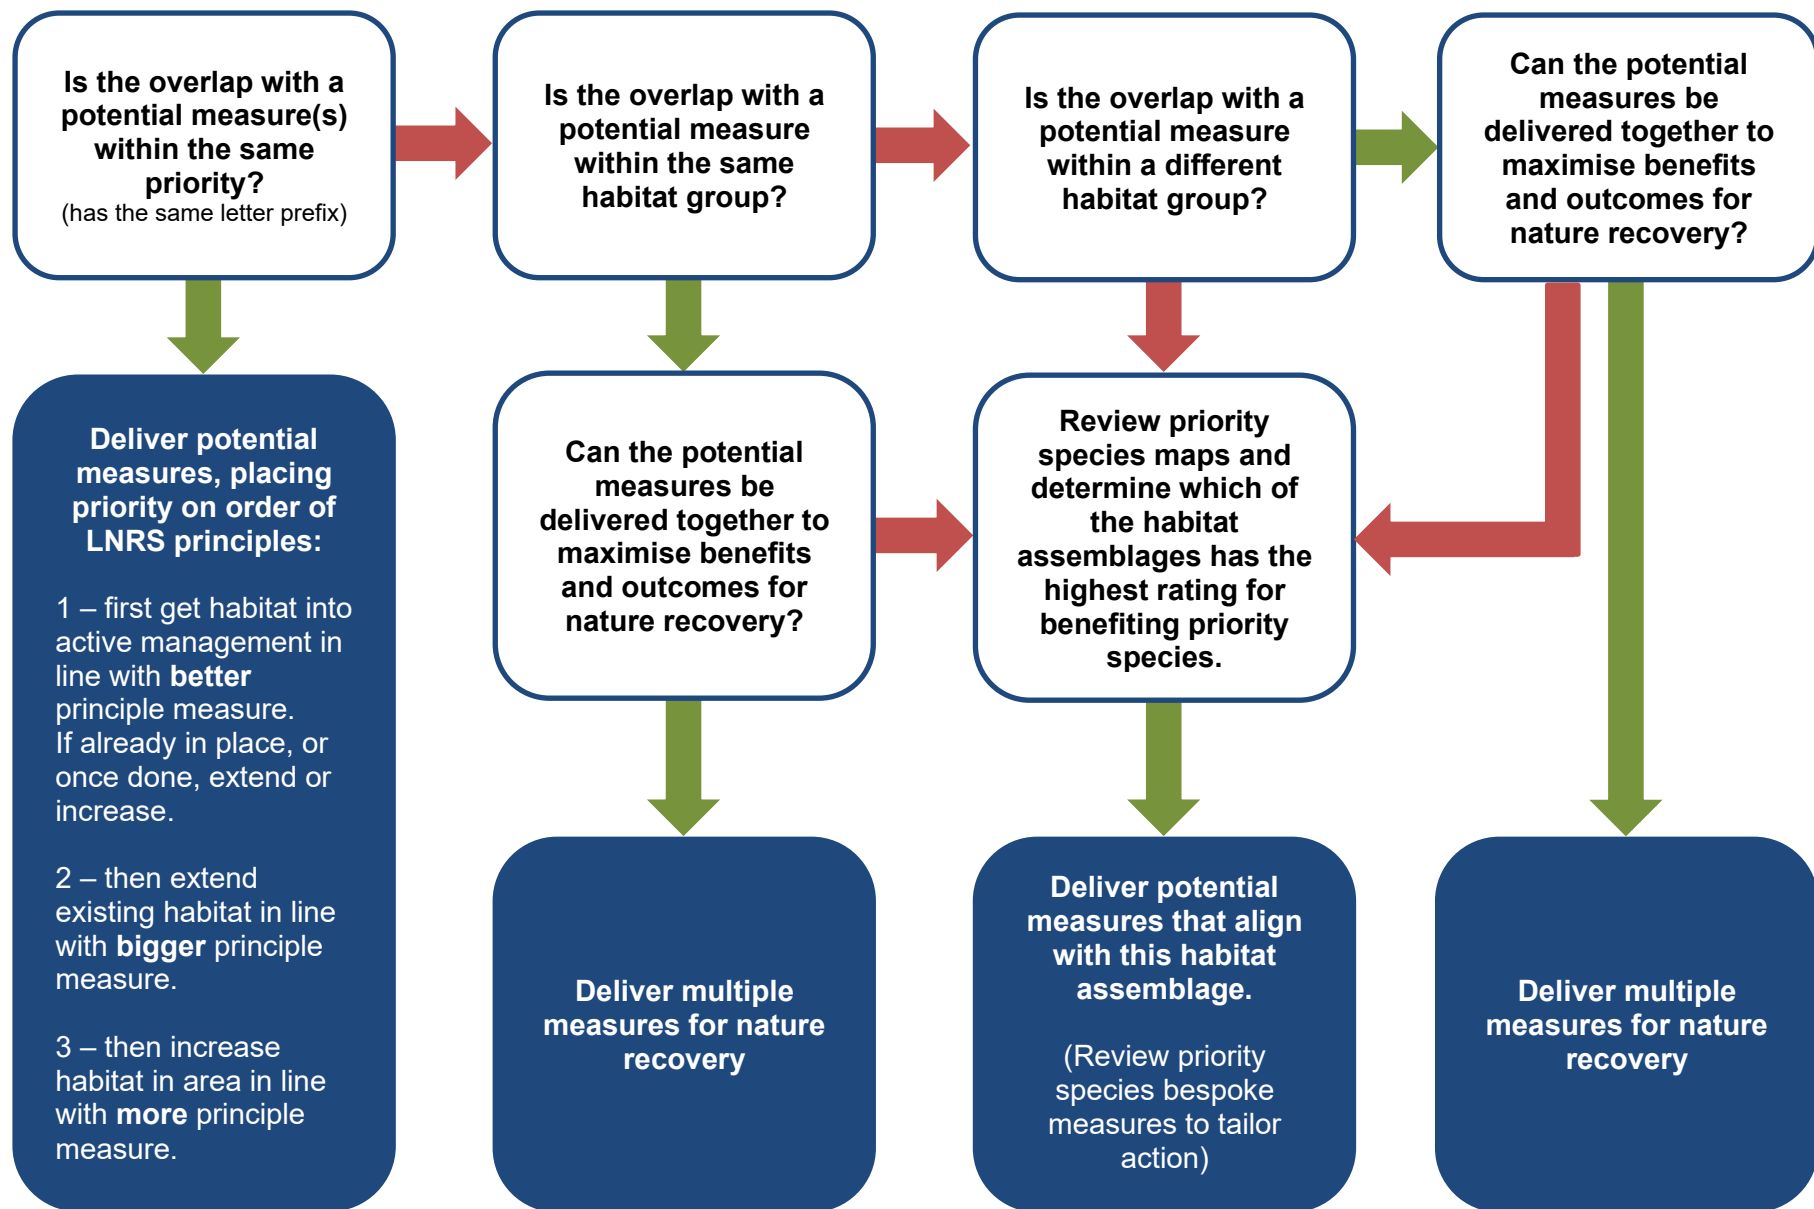 Is the overlap with a
potential measure(s)
within the same
priority?
(has the same letter prefix)
Is the overlap with a
potential measure
within the same
habitat group?
Is the overlap with a
potential measure
within a different
habitat group?
Can the potential
measures be
delivered together to
maximise benefits
and outcomes for
nature recovery?
Deliver potential
measures, placing
priority on order of
LNRS principles:
1 – first get habitat into
active management in
line with better
principle measure.
If already in place, or
once done, extend or
increase.
2 – then extend
existing habitat in line
with bigger principle
measure.
3 – then increase
habitat in area in line
with more principle
measure.
Can the potential
measures be
delivered together to
maximise benefits
and outcomes for
nature recovery?
Review priority
species maps and
determine which of
the habitat
assemblages has the
highest rating for
benefiting priority
species.
Deliver multiple
measures for nature
recovery
Deliver potential
measures that align
with this habitat
assemblage.
(Review priority
species bespoke
measures to tailor
action)
Deliver multiple
measures for nature
recovery